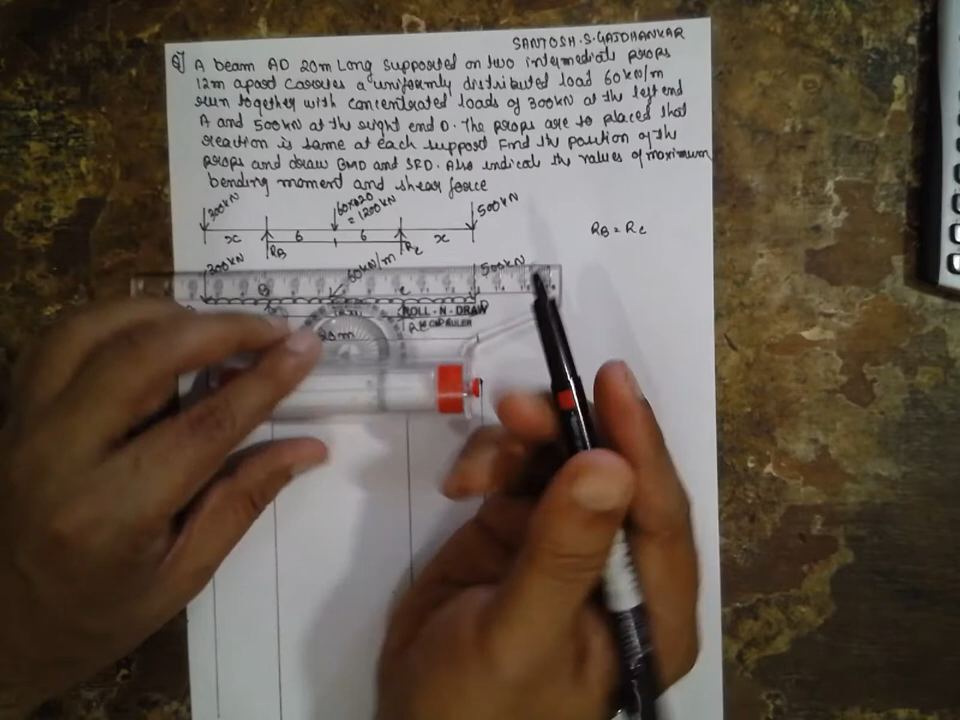 SANTOSH.S.GAJDHANKAR
Q] A beam AD 20m Long supported on two intermediate props
12m apart Carries a uniformly distributed load 60kN/m
run together with concentrated loads of 300kN at the left end
A and 500kN at the right end D. The props are to placed that
reaction is same at each support Find the position of the
props and draw BMD and SFD. Also indicate the values of maximum
bending moment and shear force
300kN
60x20
= 1200kN
500kN
x
6
6
x
RB
Rc
RB = Rc
300kN
60kN/m
500kN
B
C
D
ROLL-N-DRAW
RULER
20m